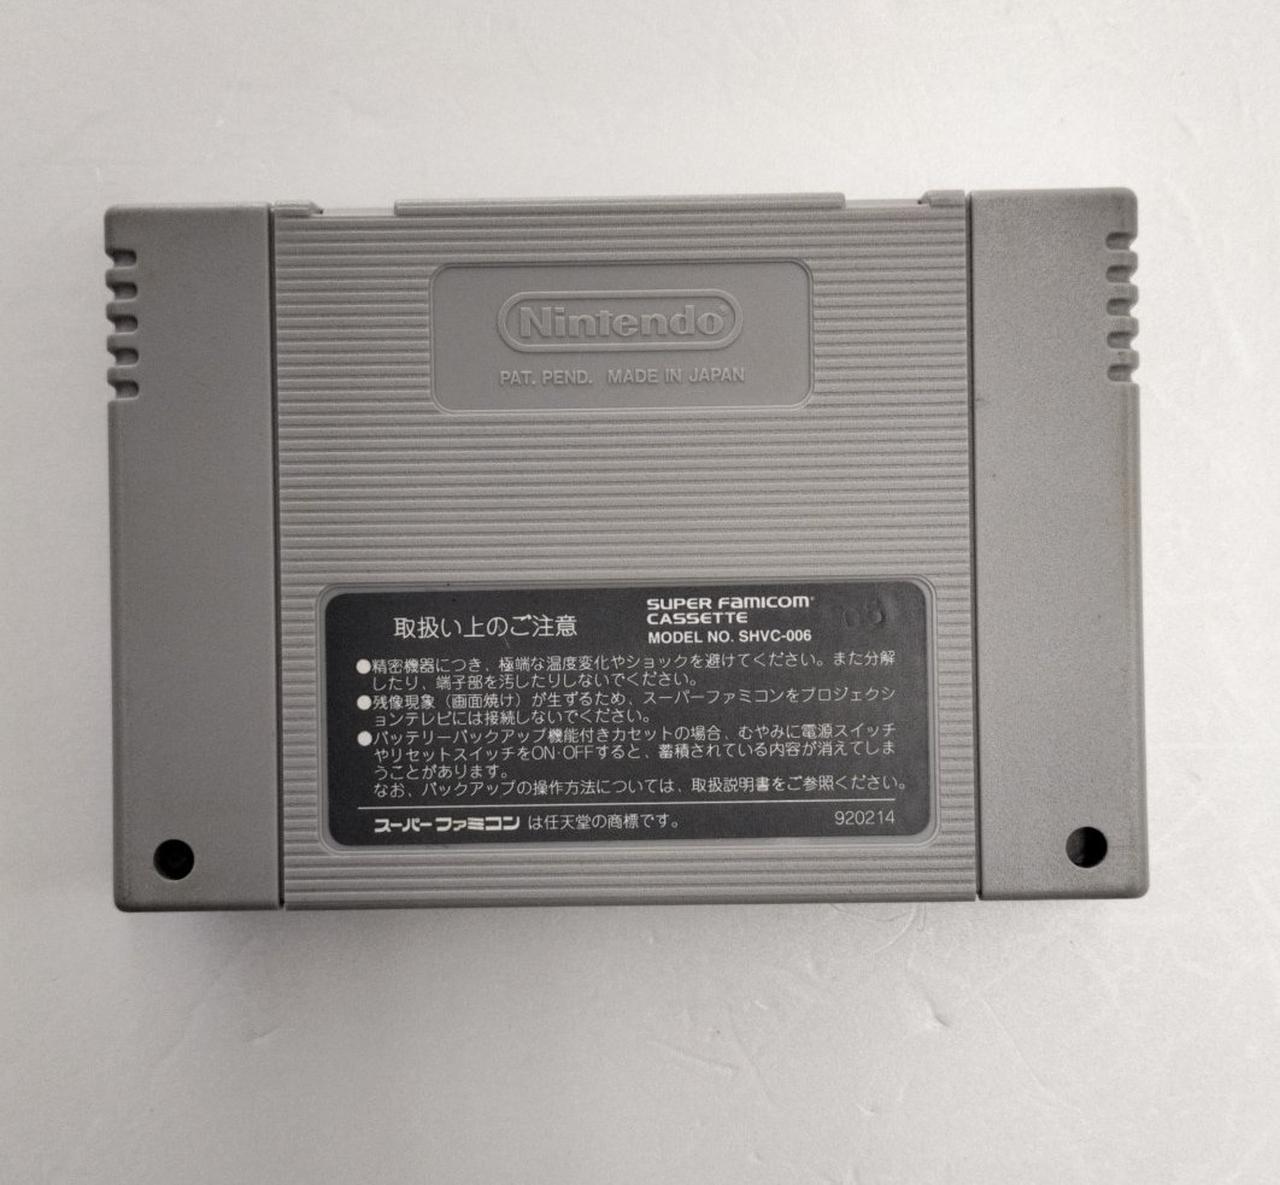 Nintendo®
PAT. PEND. MADE IN JAPAN
取扱い上のご注意
SUPER FAMICOM®
CASSETTE
MODEL NO. SHVC-006
●精密機器につき、極端な温度変化やショックを避けてください。また分解
したり、端子部を汚したりしないでください。
●残像現象（画面焼け）が生ずるため、スーパーファミコンをプロジェクシ
ョンテレビには接続しないでください。
●バッテリーバックアップ機能付きカセットの場合、むやみに電源スイッチ
やリセットスイッチをON・OFFすると、蓄積されている内容が消えてしま
うことがあります。
なお、バックアップの操作方法については、取扱説明書をご参照ください。
スーパーファミコン は任天堂の商標です。
920214